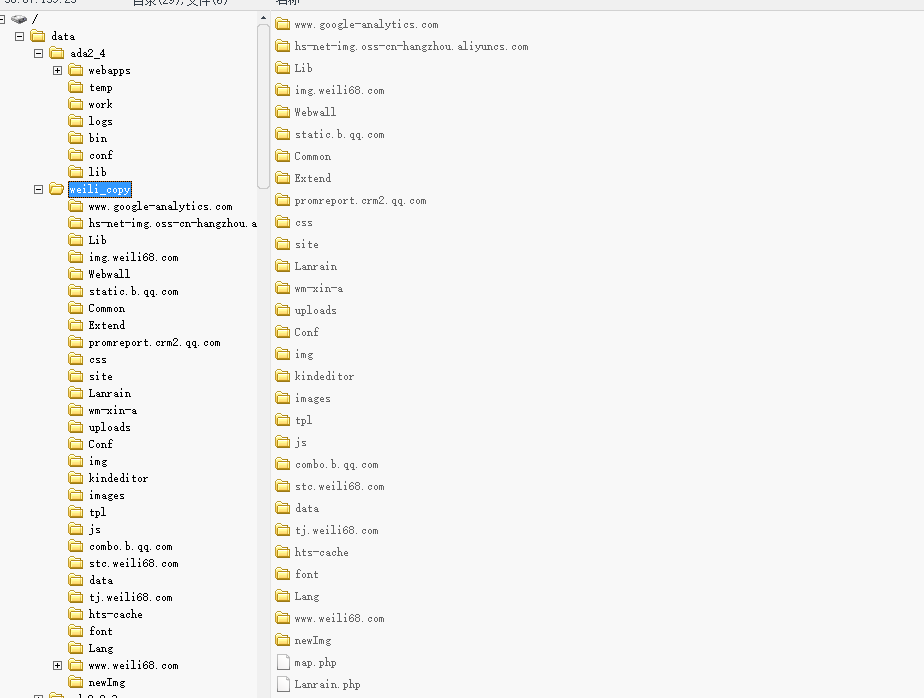 目录(29),文件(6)
/
data
ada2_4
webapps
temp
work
logs
bin
conf
lib
weili_copy
www.google-analytics.com
hs-net-img.oss-cn-hangzhou.a
Lib
img.weili68.com
Webwall
static.b.qq.com
Common
Extend
promreport.crm2.qq.com
css
site
Lanrain
wm-xin-a
uploads
Conf
img
kindeditor
images
tpl
js
combo.b.qq.com
stc.weili68.com
data
tj.weili68.com
hts-cache
font
Lang
www.weili68.com
newImg
名称
www.google-analytics.com
hs-net-img.oss-cn-hangzhou.aliyuncs.com
Lib
img.weili68.com
Webwall
static.b.qq.com
Common
Extend
promreport.crm2.qq.com
css
site
Lanrain
wm-xin-a
uploads
Conf
img
kindeditor
images
tpl
js
combo.b.qq.com
stc.weili68.com
data
tj.weili68.com
hts-cache
font
Lang
www.weili68.com
newImg
map.php
Lanrain.php